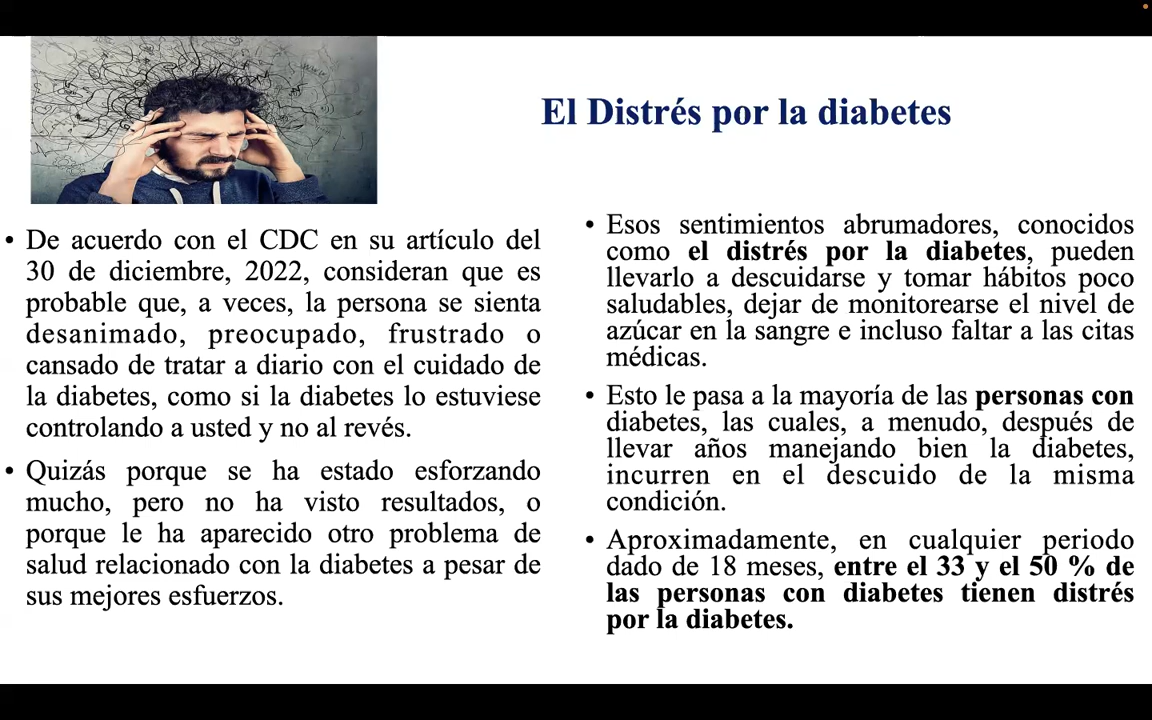 El Distrés por la diabetes
• De acuerdo con el CDC en su artículo del
30 de diciembre, 2022, consideran que es
probable que, a veces, la persona se sienta
desanimado, preocupado, frustrado o
cansado de tratar a diario con el cuidado de
la diabetes, como si la diabetes lo estuviese
controlando a usted y no al revés.
• Quizás porque se ha estado esforzando
mucho, pero no ha visto resultados, o
porque le ha aparecido otro problema de
salud relacionado con la diabetes a pesar de
sus mejores esfuerzos.
• Esos sentimientos abrumadores, conocidos
como el distrés por la diabetes, pueden
llevarlo a descuidarse y tomar hábitos poco
saludables, dejar de monitorearse el nivel de
azúcar en la sangre e incluso faltar a las citas
médicas.
• Esto le pasa a la mayoría de las personas con
diabetes, las cuales, a menudo, después de
llevar años manejando bien la diabetes,
incurren en el descuido de la misma
condición.
• Aproximadamente, en cualquier periodo
dado de 18 meses, entre el 33 y el 50 % de
las personas con diabetes tienen distrés
por la diabetes.